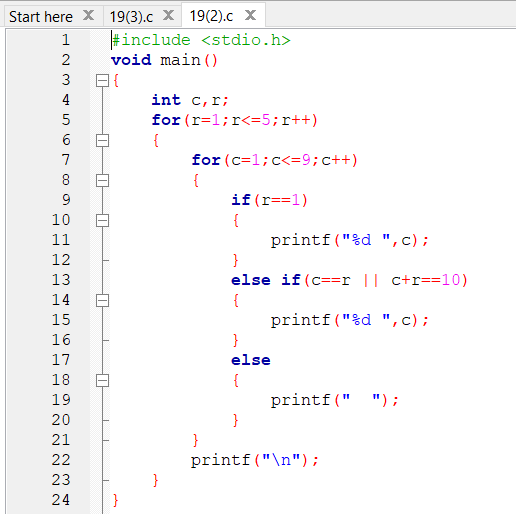 Start here 19(3).c 19(2).c
1 #include <stdio.h>
2 void main()
3 {
4     int c,r;
5     for(r=1;r<=5;r++)
6     {
7         for(c=1;c<=9;c++)
8         {
9             if(r==1)
10             {
11                 printf("%d ",c);
12             }
13             else if(c==r || c+r==10)
14             {
15                 printf("%d ",c);
16             }
17             else
18             {
19                 printf("  ");
20             }
21         }
22         printf("\n");
23     }
24 }